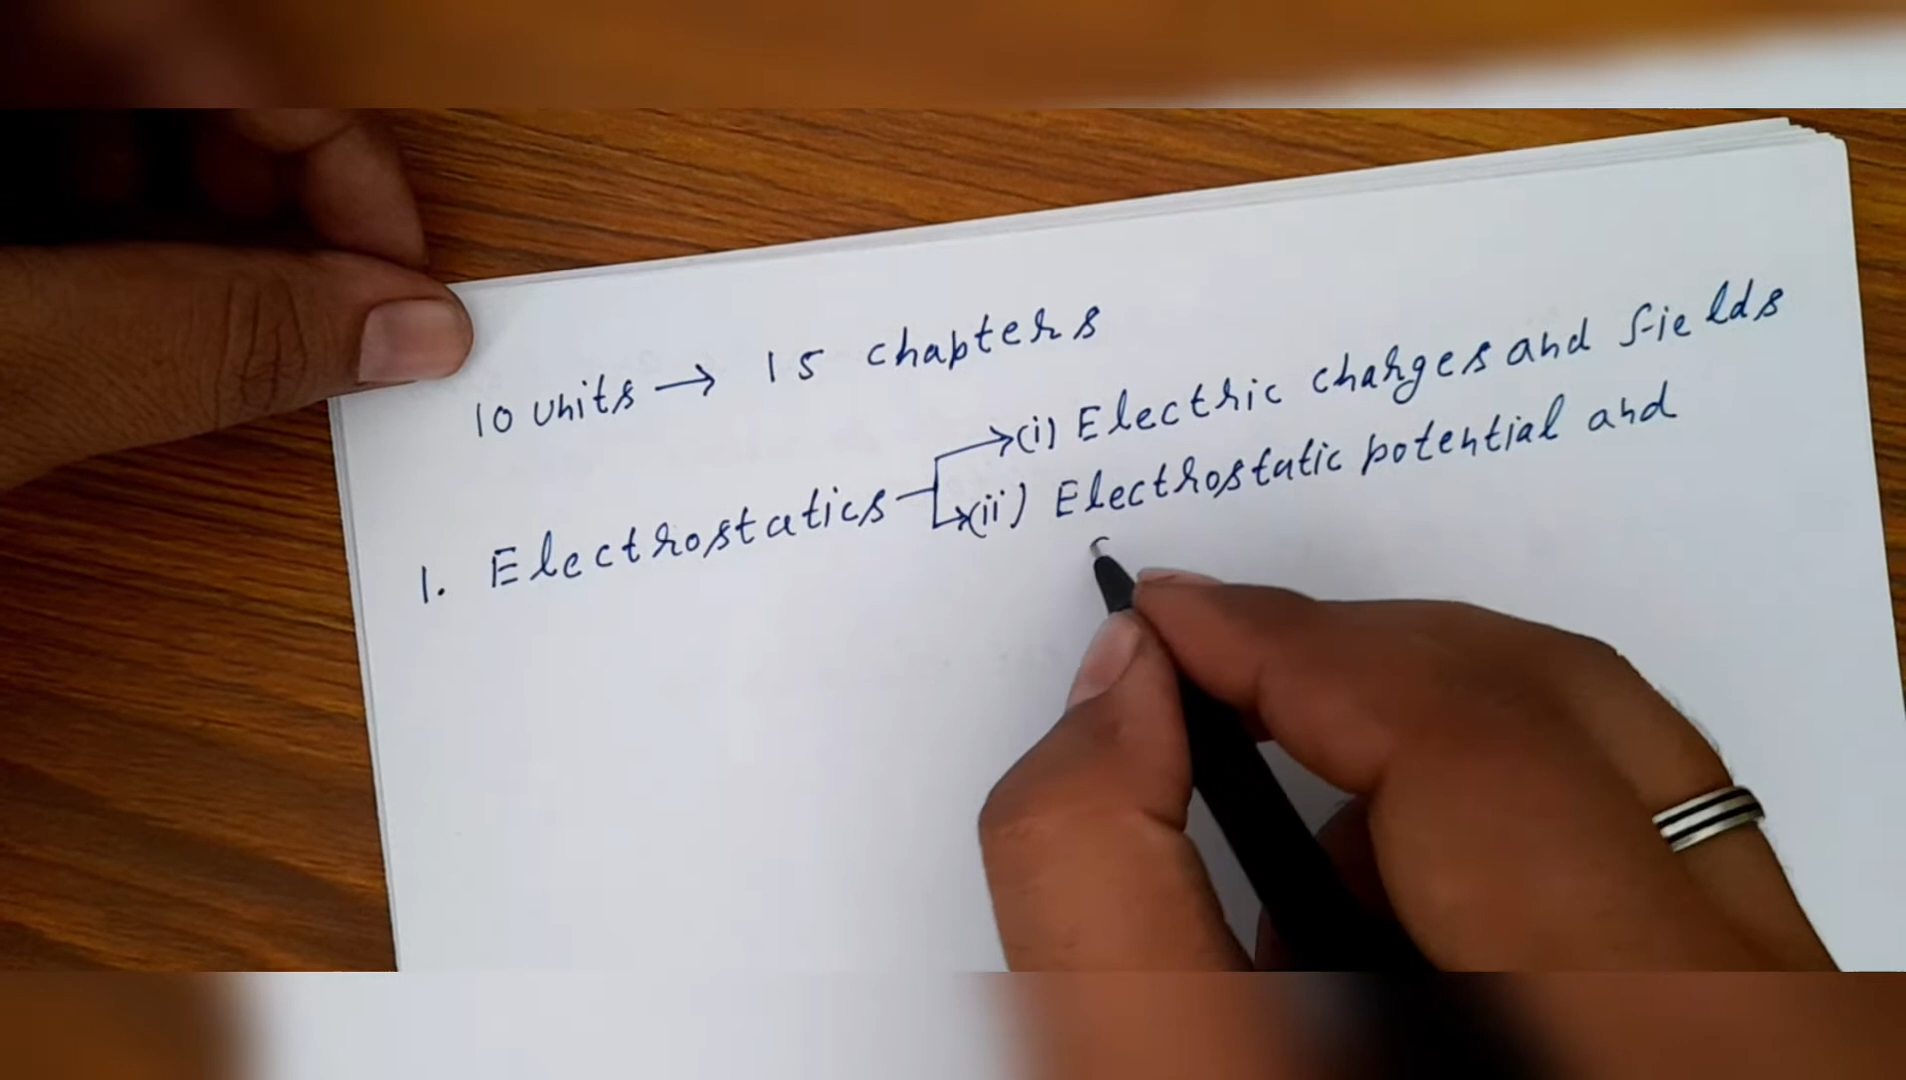 10 units → 15 chapters
1. Electrostatics → (i) Electric charges and fields
→ (ii) Electrostatic potential and